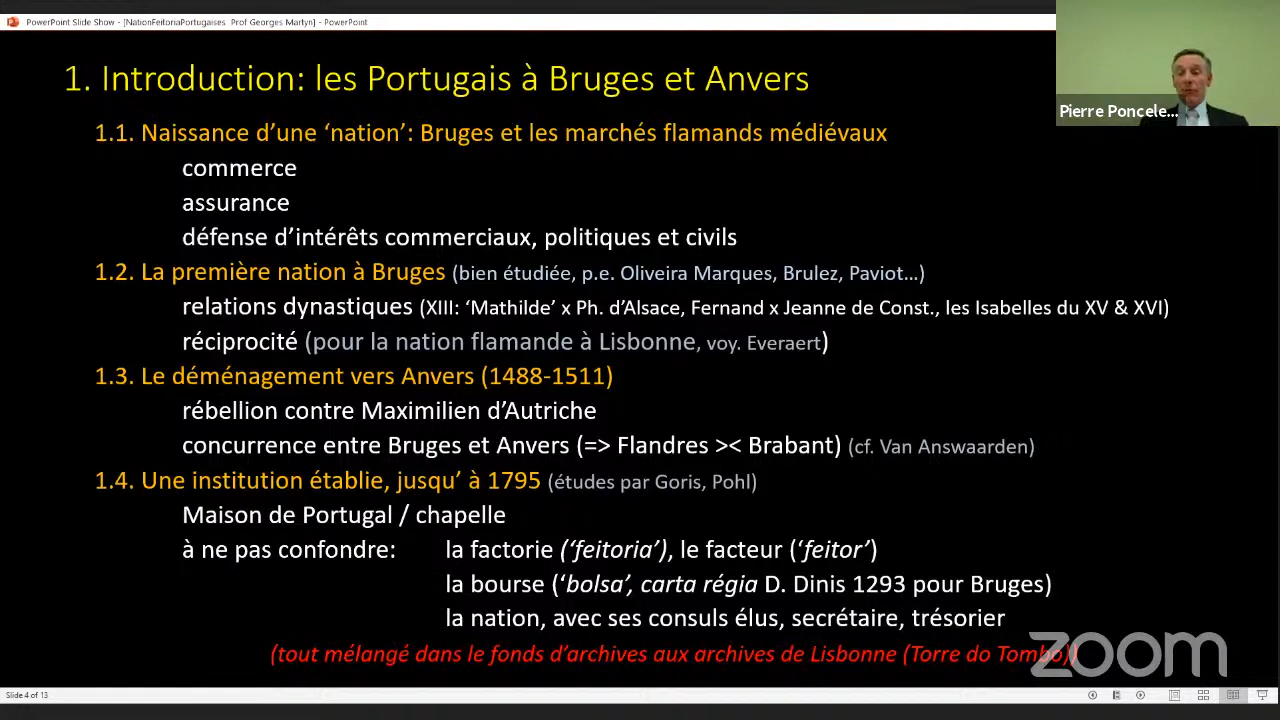 PowerPoint Slide Show - [NationFeitoriaPortugaises Prof Georges Martyn] - PowerPoint
Pierre Poncele...
1. Introduction: les Portugais à Bruges et Anvers
1.1. Naissance d’une ‘nation’: Bruges et les marchés flamands médiévaux
commerce
assurance
défense d’intérêts commerciaux, politiques et civils
1.2. La première nation à Bruges (bien étudiée, p.e. Oliveira Marques, Brulez, Paviot…)
relations dynastiques (XIII: ‘Mathilde’ x Ph. d’Alsace, Fernand x Jeanne de Const., les Isabelles du XV & XVI)
réciprocité (pour la nation flamande à Lisbonne, voy. Everaert)
1.3. Le déménagement vers Anvers (1488-1511)
rébellion contre Maximilien d’Autriche
concurrence entre Bruges et Anvers (=> Flandres >< Brabant) (cf. Van Answaarden)
1.4. Une institution établie, jusqu’ à 1795 (études par Goris, Pohl)
Maison de Portugal / chapelle
à ne pas confondre: la factorie (‘feitoria’), le facteur (‘feitor’)
la bourse (‘bolsa’, carta régia D. Dinis 1293 pour Bruges)
la nation, avec ses consuls élus, secrétaire, trésorier
(tout mélangé dans le fonds d’archives aux archives de Lisbonne (Torre do Tombo))
zoom
Slide 4 of 13